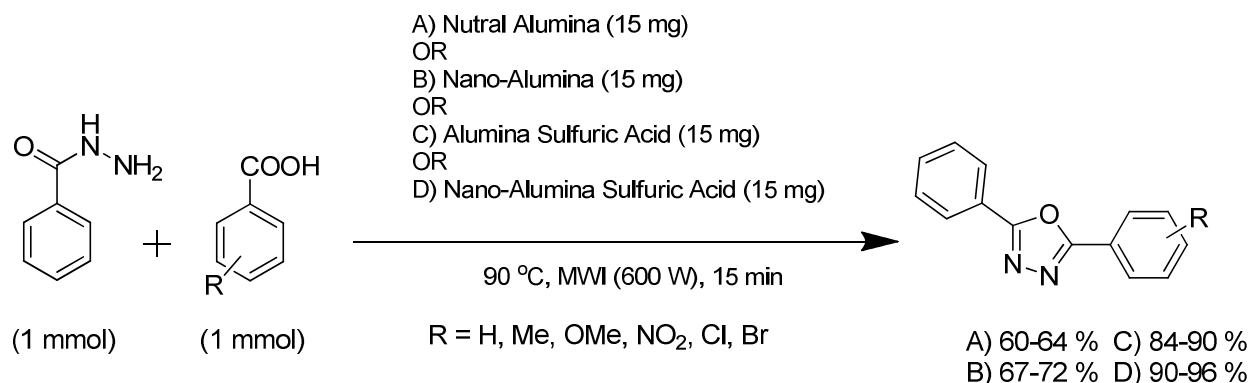 A) Nutral Alumina (15 mg)
OR
B) Nano-Alumina (15 mg)
OR
C) Alumina Sulfuric Acid (15 mg)
OR
D) Nano-Alumina Sulfuric Acid (15 mg)
H
O
N
NH₂
COOH
R
+
O
N
N
R
90 °C, MWI (600 W), 15 min
(1 mmol)
(1 mmol)
R = H, Me, OMe, NO₂, Cl, Br
A) 60-64 % C) 84-90 %
B) 67-72 % D) 90-96 %